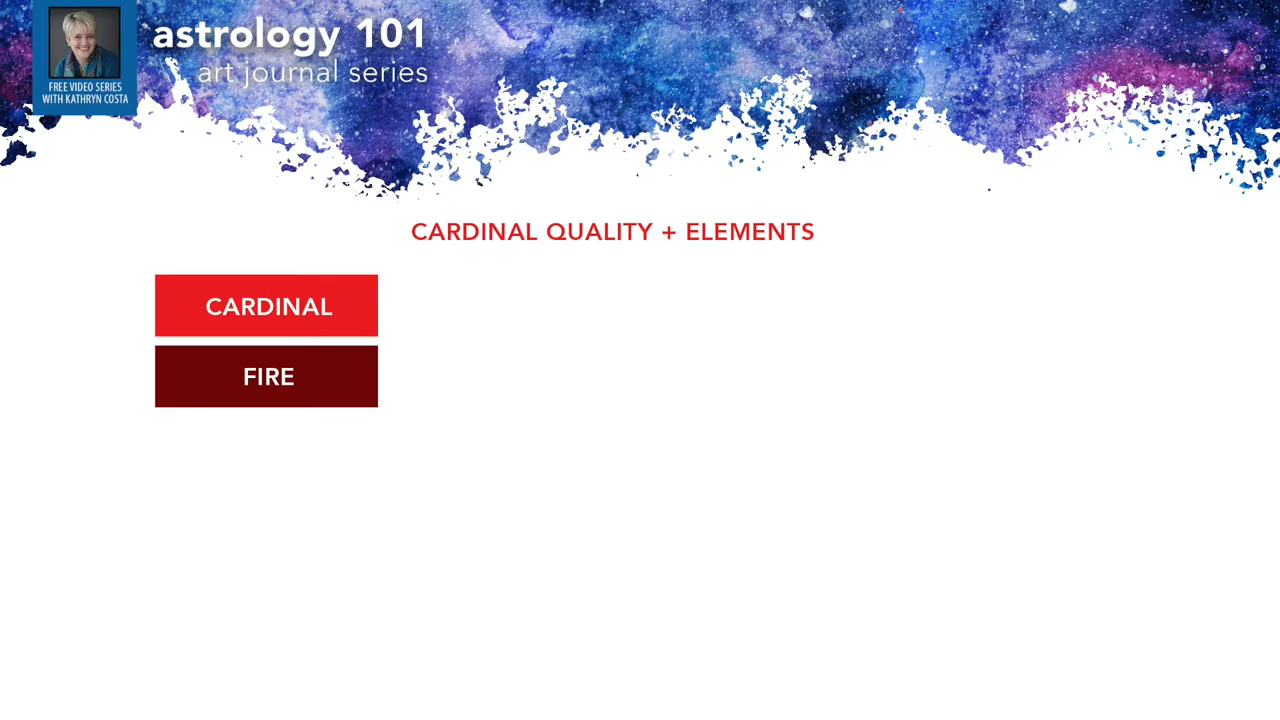 astrology 101
art journal series
FREE VIDEO SERIES
WITH KATHRYN COSTA
CARDINAL QUALITY + ELEMENTS
CARDINAL
FIRE